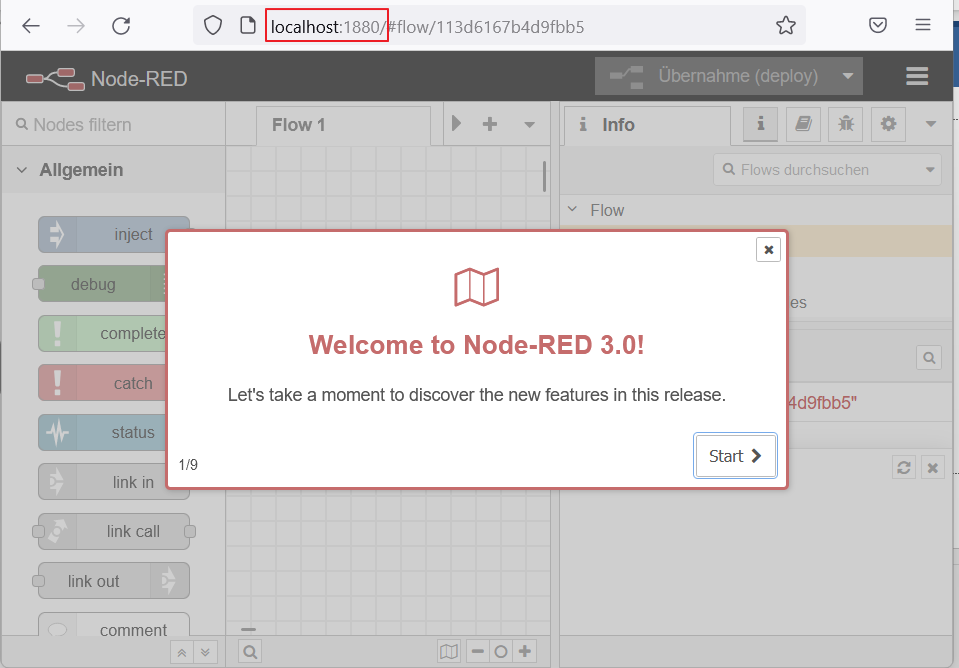 localhost:1880/#flow/113d6167b4d9fbb5
Node-RED
Übernahme (deploy)
Nodes filtern
Flow 1
Info
Allgemein
Flows durchsuchen
Flow
inject
debug
es
complete
catch
4d9fbb5"
status
link in
link call
link out
comment
Welcome to Node-RED 3.0!
Let's take a moment to discover the new features in this release.
Start
1/9